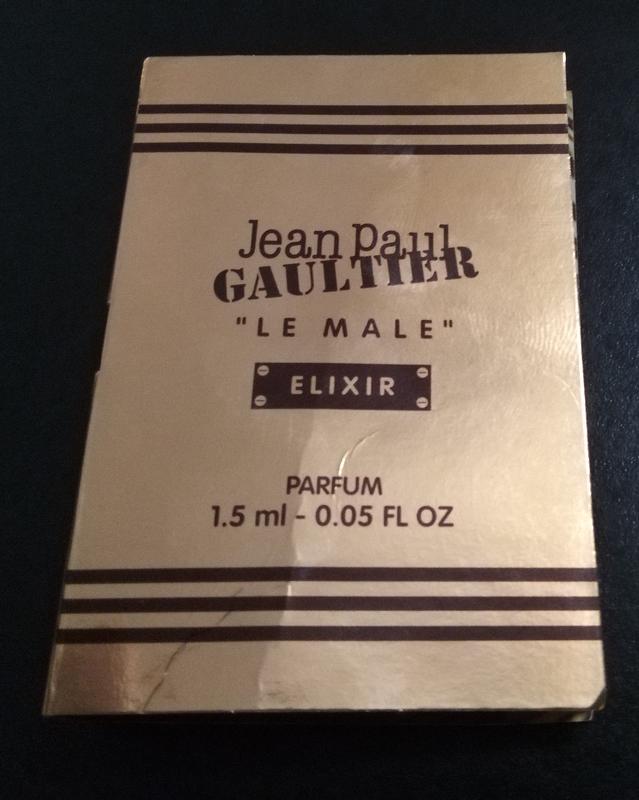 Jean Paul
GAULTIER
"LE MALE"
ELIXIR
PARFUM
1.5 ml - 0.05 FL OZ